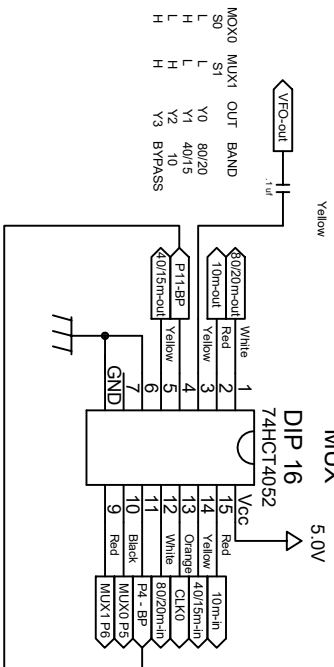 Yellow
VFO-out
.1 uf
MOX0 MUX1 OUT BAND
S0 S1
L L Y0 80/20
H L Y1 40/15
L H Y2 10
H H Y3 BYPASS
80/20m-out White 1
10m-out Red 2
Yellow 3
P11-BP 4
40/15m-out Yellow 5
6
7
GND
MUX
DIP 16
74HCT4052
5.0V
Vcc
15 Red 10m-in
14 Yellow 40/15m-in
13 Orange CLK0
12 White 80/20m-in
11 P4 - BP
10 Black MUX0 P5
9 Red MUX1 P6